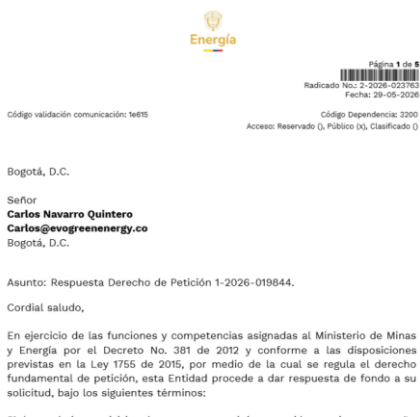 Energía
Página 1 de 5
Radicado No.: 2-2026-023763
Fecha: 29-05-2026
Código validación comunicación: 1e615
Código Dependencia: 3200
Acceso: Reservado (), Público (x), Clasificado ()
Bogotá, D.C.
Señor
Carlos Navarro Quintero
Carlos@evogreenenergy.co
Bogotá, D.C.
Asunto: Respuesta Derecho de Petición 1-2026-019844.
Cordial saludo,
En ejercicio de las funciones y competencias asignadas al Ministerio de Minas
y Energía por el Decreto No. 381 de 2012 y conforme a las disposiciones
previstas en la Ley 1755 de 2015, por medio de la cual se regula el derecho
fundamental de petición, esta Entidad procede a dar respuesta de fondo a su
solicitud, bajo los siguientes términos: